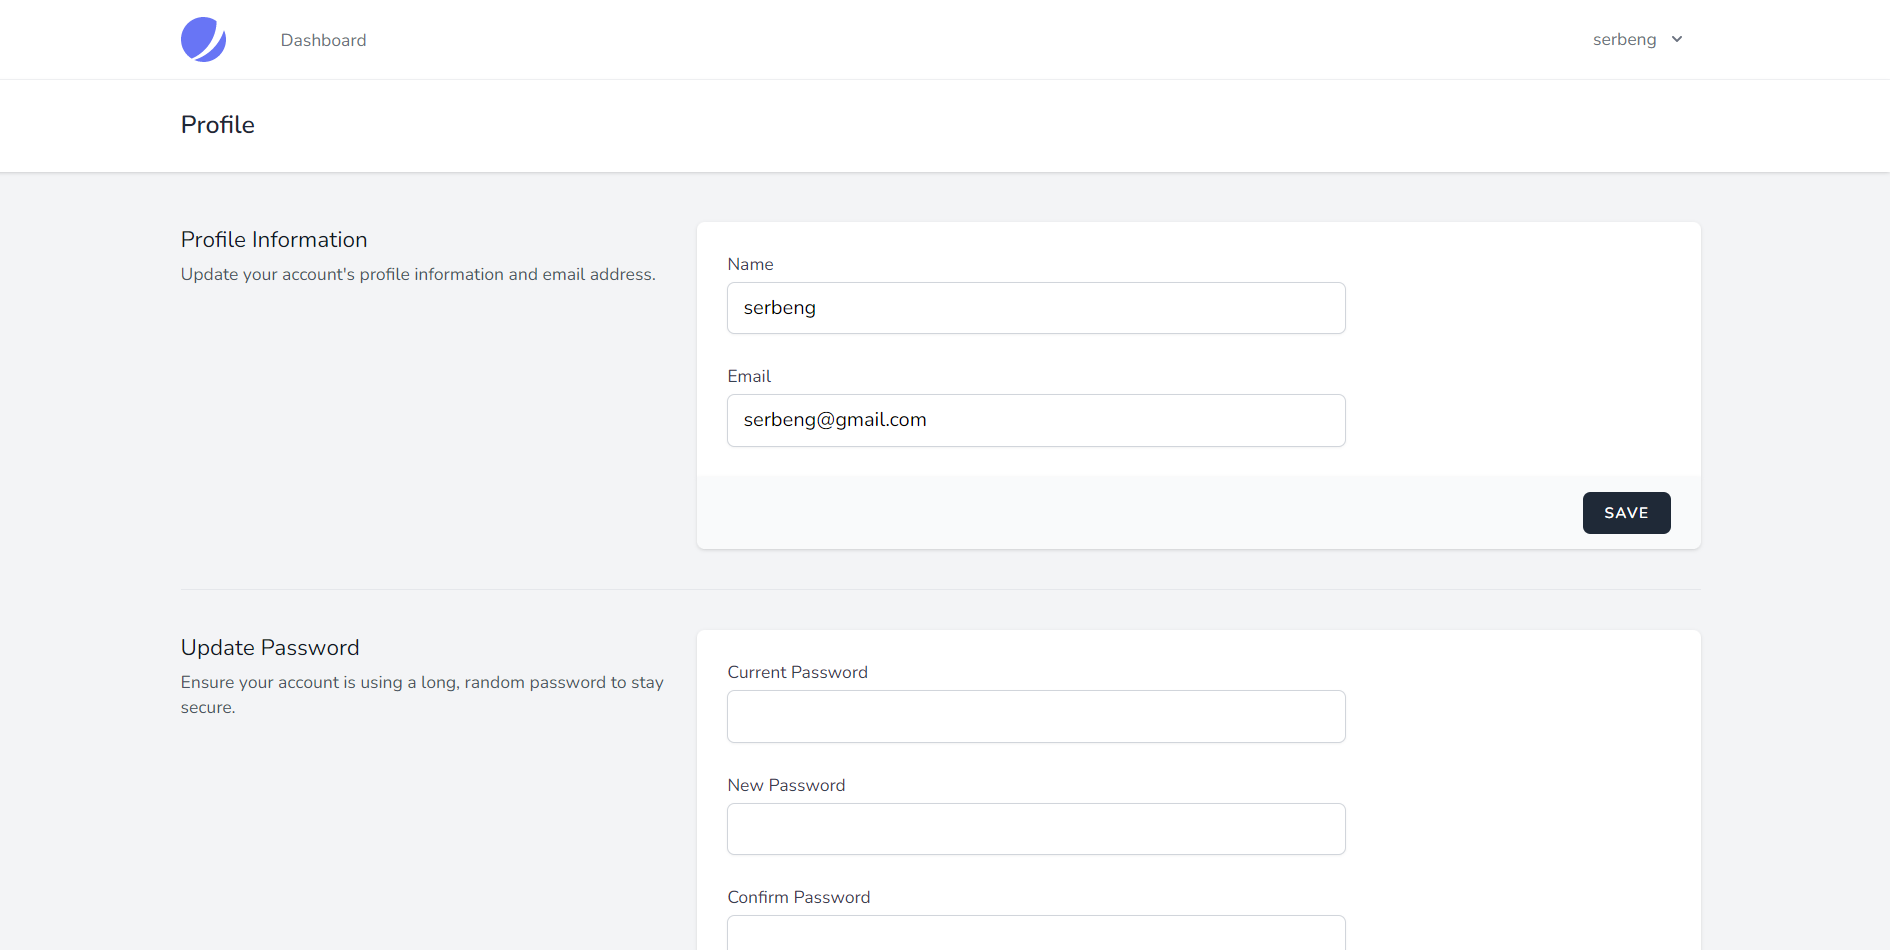 Dashboard
serbeng
Profile
Profile Information
Update your account's profile information and email address.
Name
serbeng
Email
serbeng@gmail.com
SAVE
Update Password
Ensure your account is using a long, random password to stay
secure.
Current Password
New Password
Confirm Password